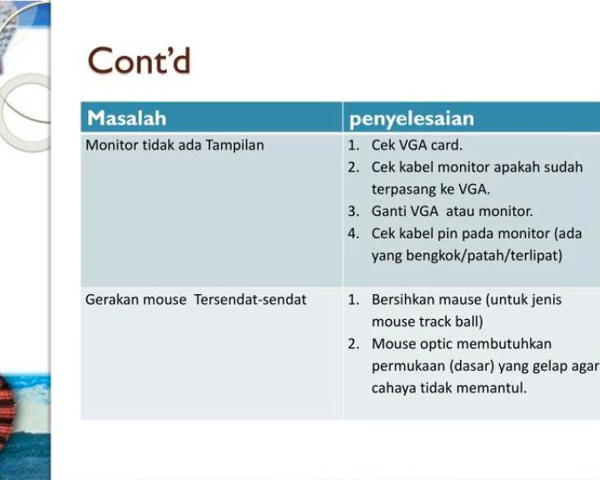 Cont’d
Masalah
penyelesaian
Monitor tidak ada Tampilan
1. Cek VGA card.
2. Cek kabel monitor apakah sudah
terpasang ke VGA.
3. Ganti VGA  atau monitor.
4. Cek kabel pin pada monitor (ada
yang bengkok/patah/terlipat)
Gerakan mouse  Tersendat-sendat
1. Bersihkan mause (untuk jenis
mouse track ball)
2. Mouse optic membutuhkan
permukaan (dasar) yang gelap agar
cahaya tidak memantul.